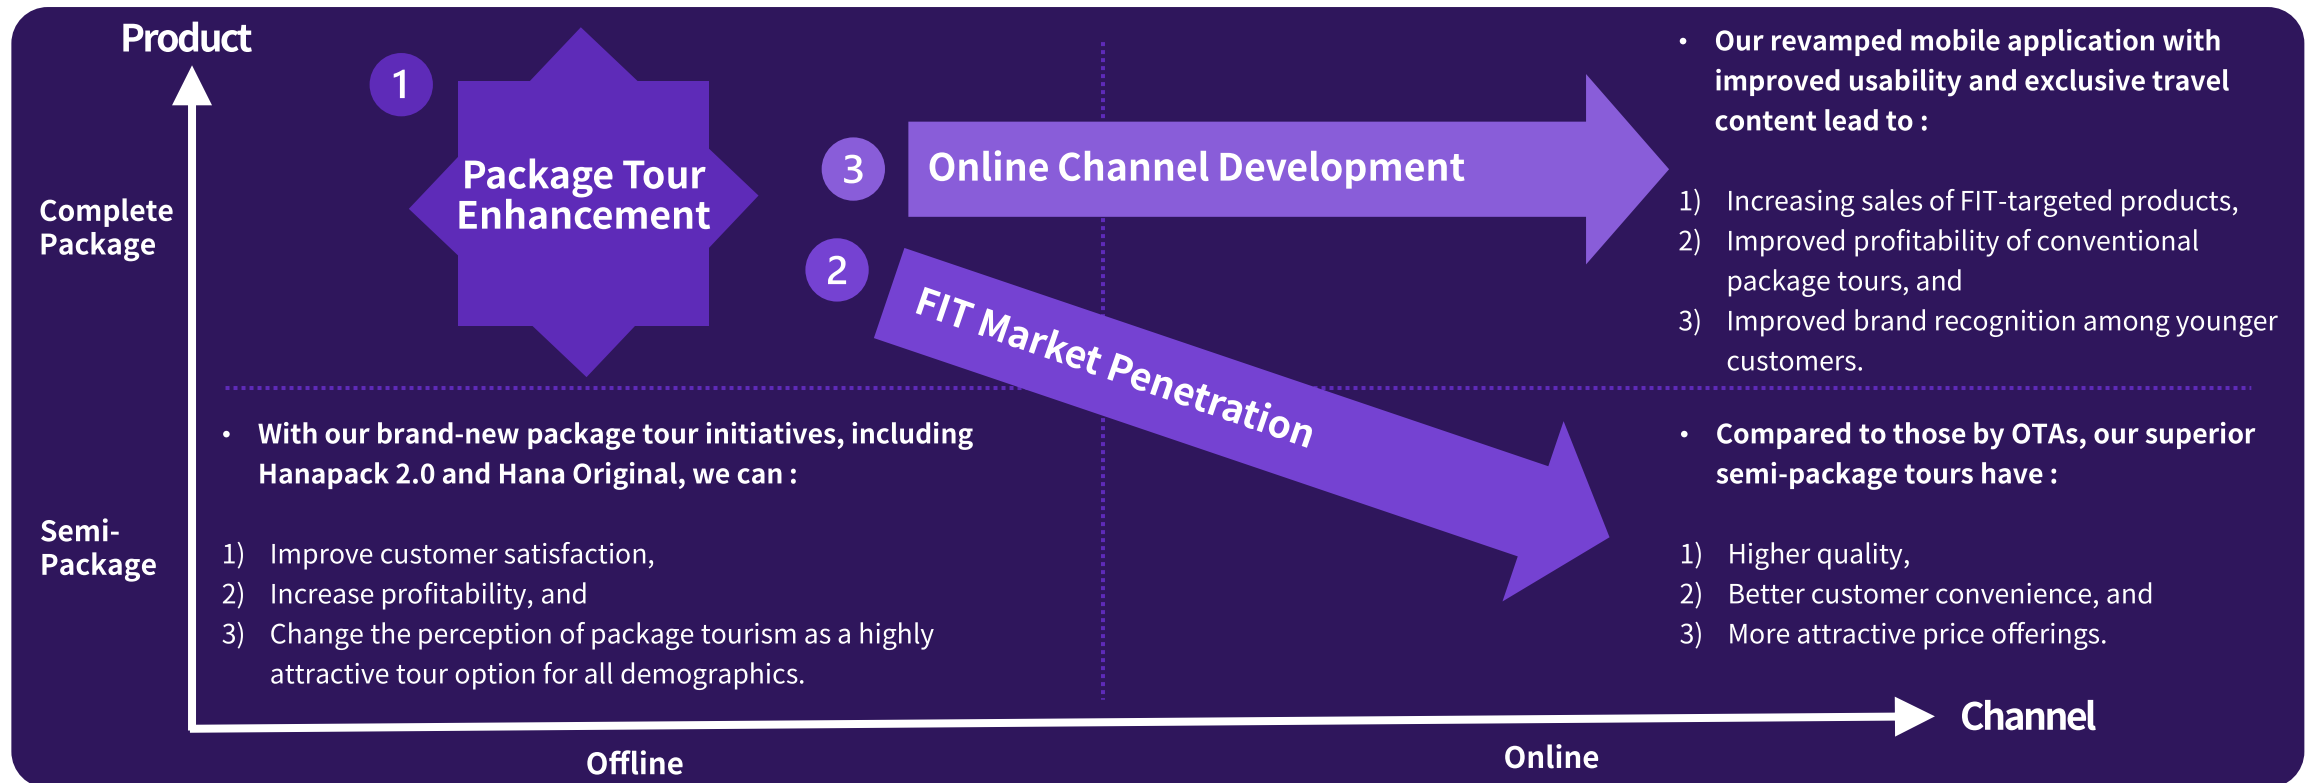 Product
Complete
Package
Semi-
Package
1
Package Tour
Enhancement
3
Online Channel Development
2
FIT Market Penetration
• Our revamped mobile application with
improved usability and exclusive travel
content lead to :
1) Increasing sales of FIT-targeted products,
2) Improved profitability of conventional
package tours, and
3) Improved brand recognition among younger
customers.
• With our brand-new package tour initiatives, including
Hanapack 2.0 and Hana Original, we can :
1) Improve customer satisfaction,
2) Increase profitability, and
3) Change the perception of package tourism as a highly
attractive tour option for all demographics.
• Compared to those by OTAs, our superior
semi-package tours have :
1) Higher quality,
2) Better customer convenience, and
3) More attractive price offerings.
Channel
Offline
Online